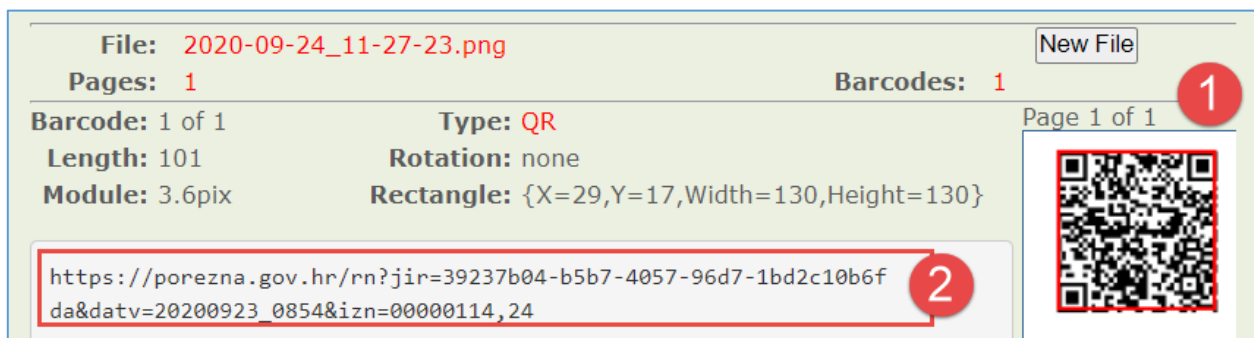 File: 2020-09-24_11-27-23.png New File
Pages: 1 Barcodes: 1
1
Barcode: 1 of 1 Type: QR Page 1 of 1
Length: 101 Rotation: none
Module: 3.6pix Rectangle: {X=29,Y=17,Width=130,Height=130}
https://porezna.gov.hr/rn?jir=39237b04-b5b7-4057-96d7-1bd2c10b6f
da&datv=20200923_0854&izn=00000114,24
2